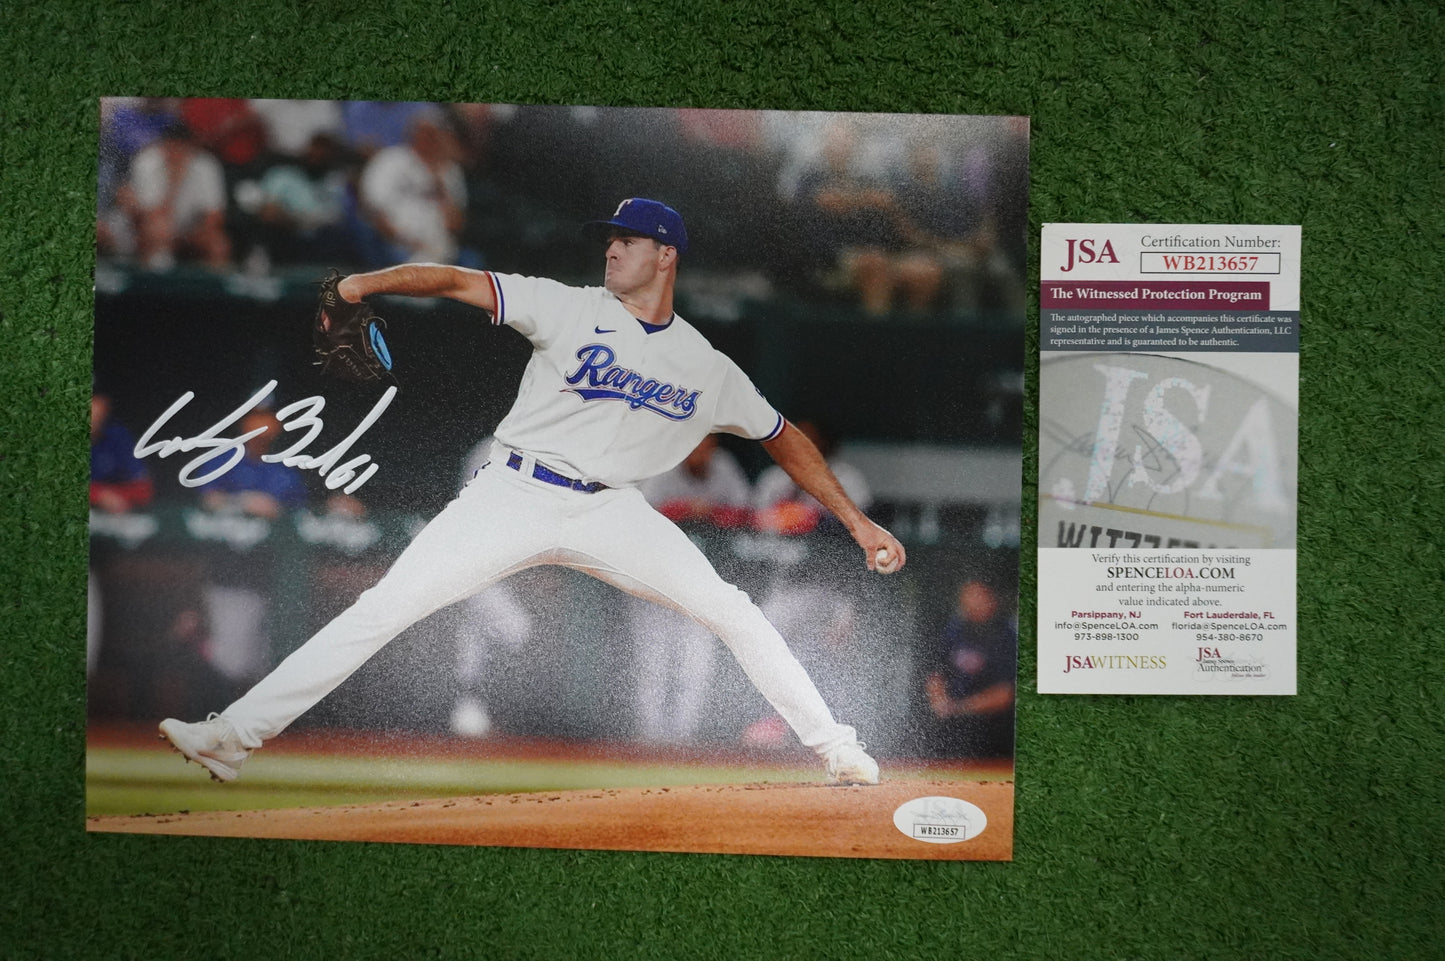 Rangers
61
WB213657
JSA
Certification Number:
WB213657
The Witnessed Protection Program
The autographed piece which accompanies this certificate was
signed in the presence of a James Spence Authentication, LLC
representative and is guaranteed to be authentic.
JSA
Verify this certification by visiting
SPENCELOA.COM
and entering the alpha-numeric
value indicated above.
Parsippany, NJ
info@SpenceLOA.com
973-898-1300
Fort Lauderdale, FL
florida@SpenceLOA.com
954-380-8670
JSAWITNESS
JSA
James Spence
Authentication